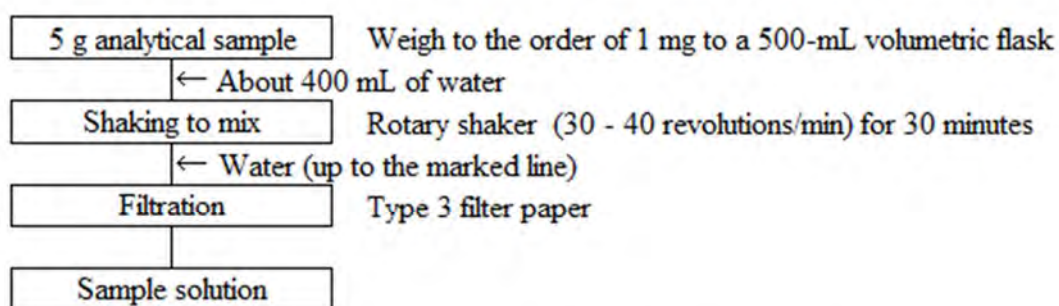 5 g analytical sample Weigh to the order of 1 mg to a 500-mL volumetric flask
← About 400 mL of water
Shaking to mix Rotary shaker (30 - 40 revolutions/min) for 30 minutes
← Water (up to the marked line)
Filtration Type 3 filter paper
Sample solution